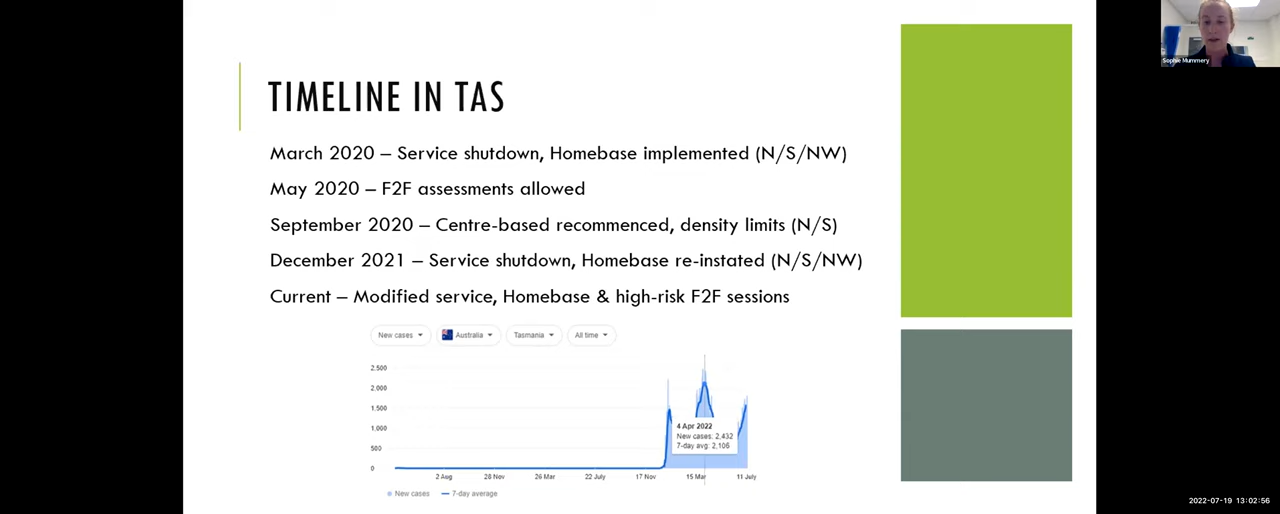 TIMELINE IN TAS
March 2020 – Service shutdown, Homebase implemented (N/S/NW)
May 2020 – F2F assessments allowed
September 2020 – Centre-based recommenced, density limits (N/S)
December 2021 – Service shutdown, Homebase re-instated (N/S/NW)
Current – Modified service, Homebase & high-risk F2F sessions
New cases Australia Tasmania All time
2,500
2,000
1,500
1,000
500
0
4 Apr 2022
New cases: 2,432
7-day avg: 2,106
2 Aug 28 Nov 26 Mar 22 July 17 Nov 15 Mar 11 July
New cases 7-day average
Sophie Mummery
2022-07-19 13:02:56